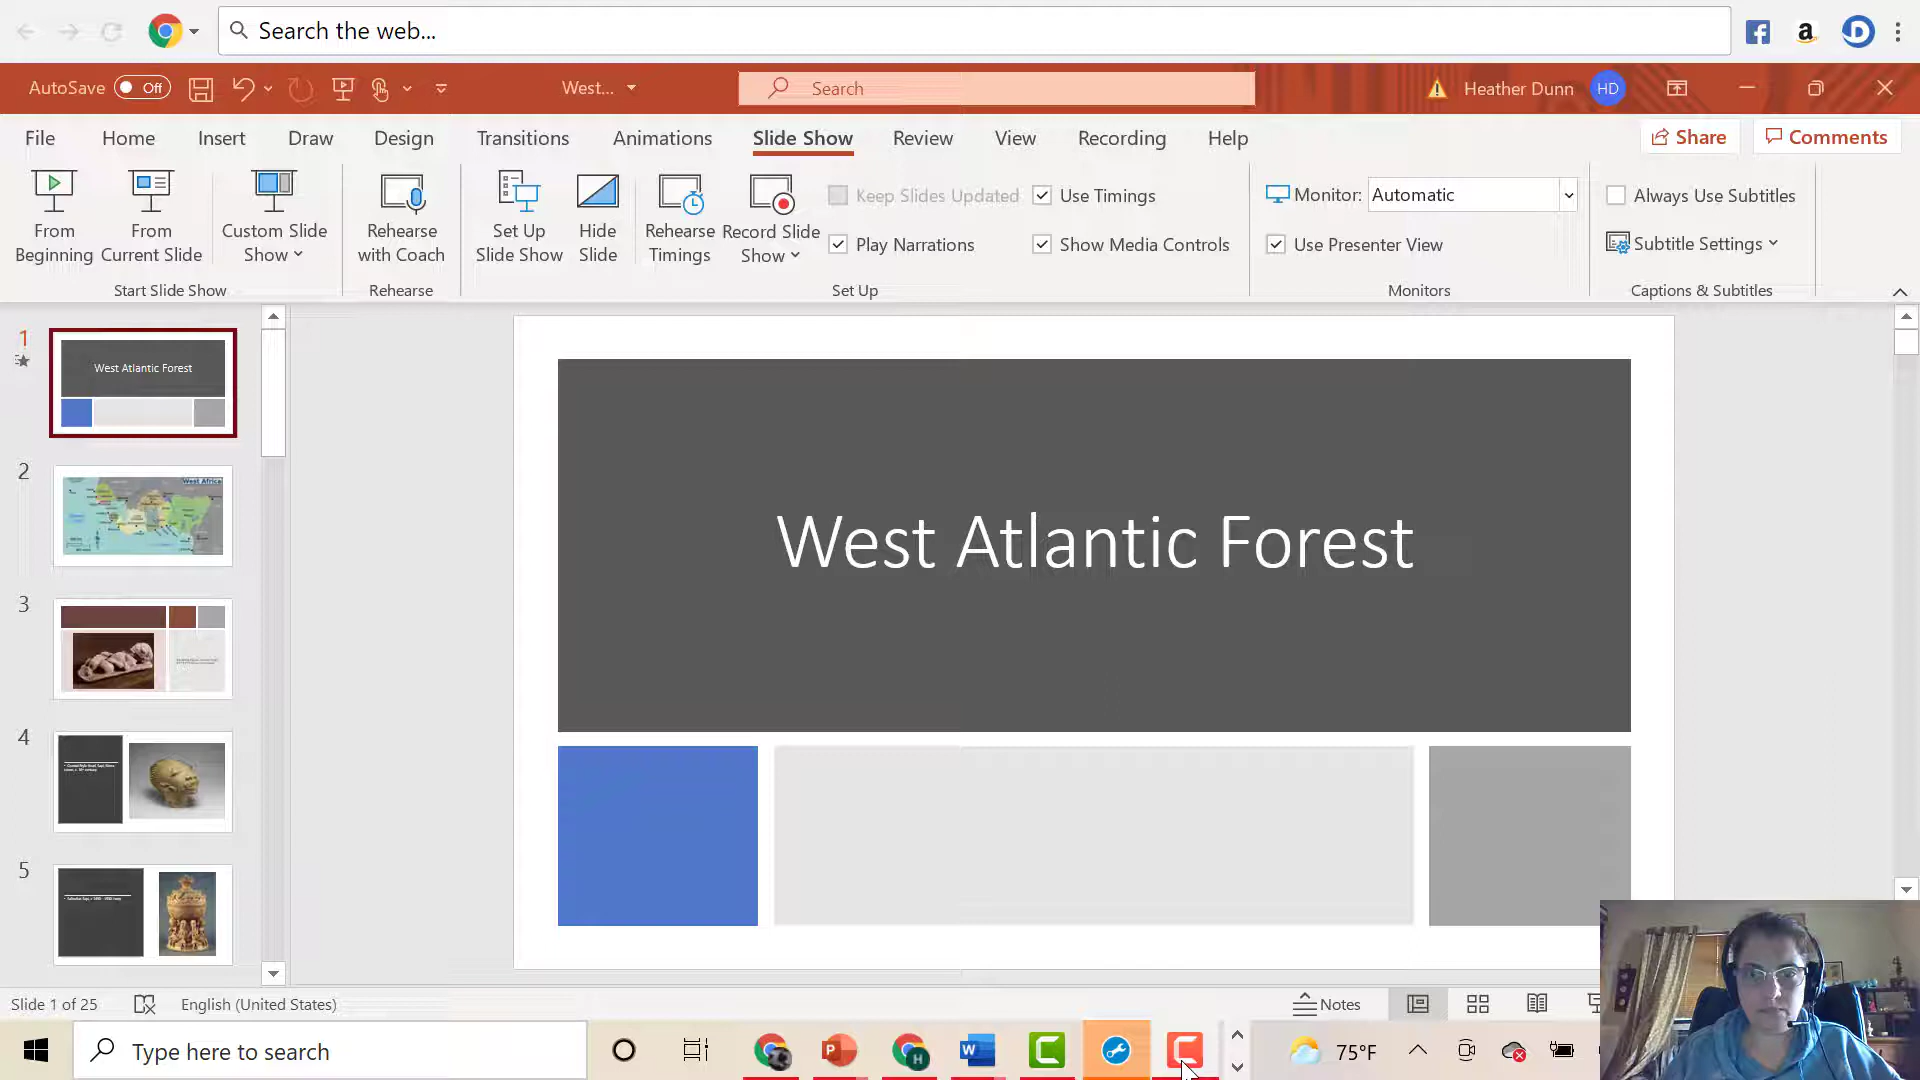 Search the web...
AutoSave Off West... Search Heather Dunn HD
File Home Insert Draw Design Transitions Animations Slide Show Review View Recording Help Share Comments
From Beginning
From Current Slide
Custom Slide Show
Rehearse with Coach
Set Up Slide Show
Hide Slide
Rehearse Timings
Record Slide Show
Keep Slides Updated
Use Timings
Play Narrations
Show Media Controls
Monitor: Automatic
Use Presenter View
Always Use Subtitles
Subtitle Settings
Start Slide Show Rehearse Set Up Monitors Captions & Subtitles
1
West Atlantic Forest
2
West Africa
3
4
5
West Atlantic Forest
Slide 1 of 25 English (United States) Notes
Type here to search 75°F